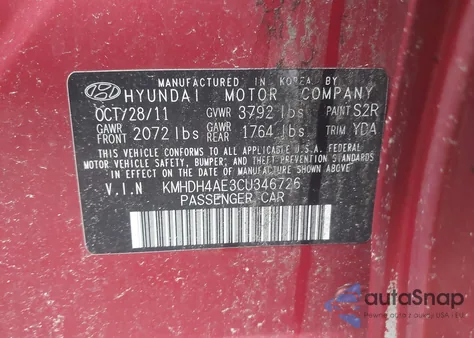 MANUFACTURED IN KOREA BY
HYUNDAI MOTOR COMPANY
OCT/28/11 GVWR 3792 lbs PAINT S2R
GAWR FRONT 2072 lbs GAWR REAR 1764 lbs TRIM YDA
THIS VEHICLE CONFORMS TO ALL APPLICABLE U.S.A FEDERAL
MOTOR VEHICLE SAFETY, BUMPER, AND THEFT PREVENTION STANDARDS
IN EFFECT ON THE DATE OF MANUFACTURE SHOWN ABOVE.
V.I.N KMHDH4AE3CU346726
PASSENGER CAR
autoSnap